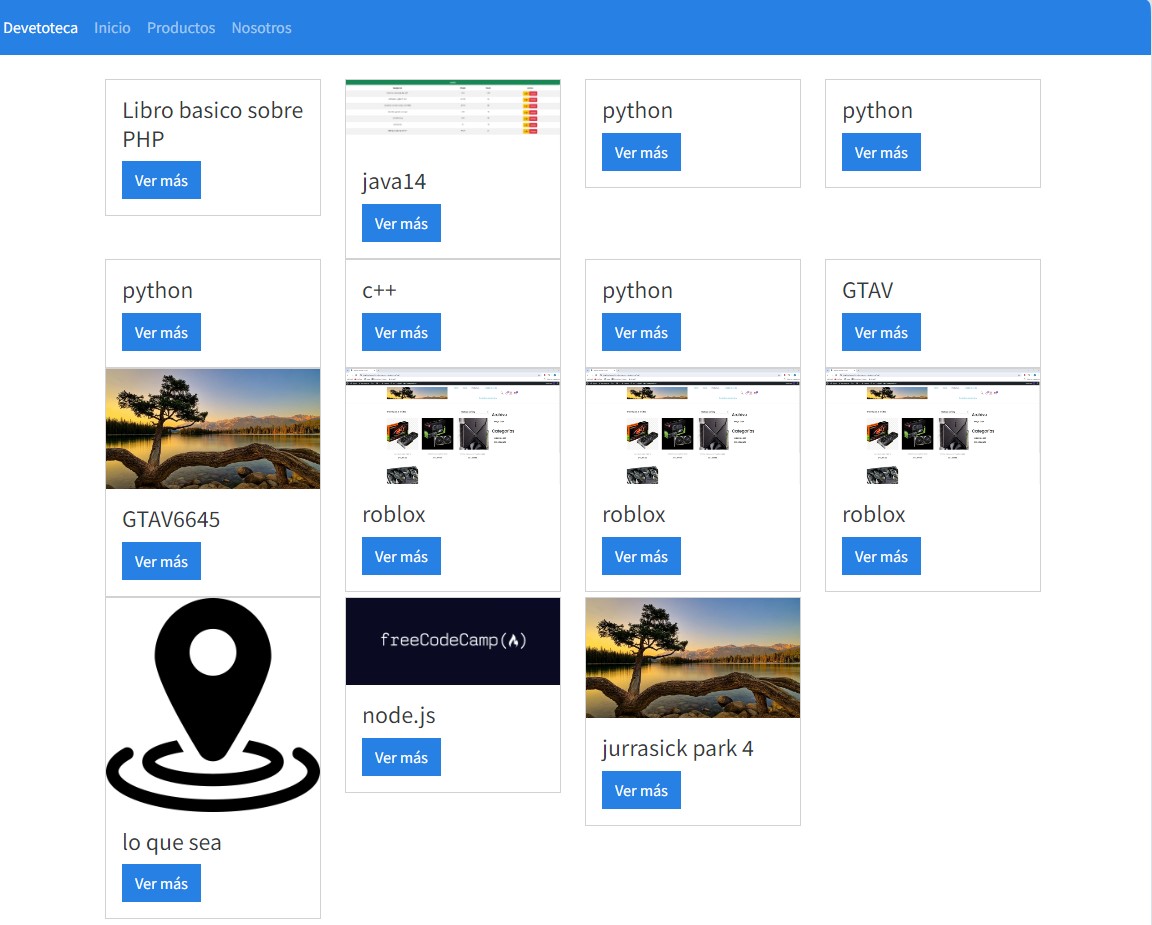 Devetoteca Inicio Productos Nosotros
Libro basico sobre
PHP
Ver más
java14
Ver más
python
Ver más
python
Ver más
python
Ver más
c++
Ver más
python
Ver más
GTAV
Ver más
GTAV6645
Ver más
roblox
Ver más
roblox
Ver más
roblox
Ver más
lo que sea
Ver más
freeCodeCamp(🔥)
node.js
Ver más
jurrasick park 4
Ver más